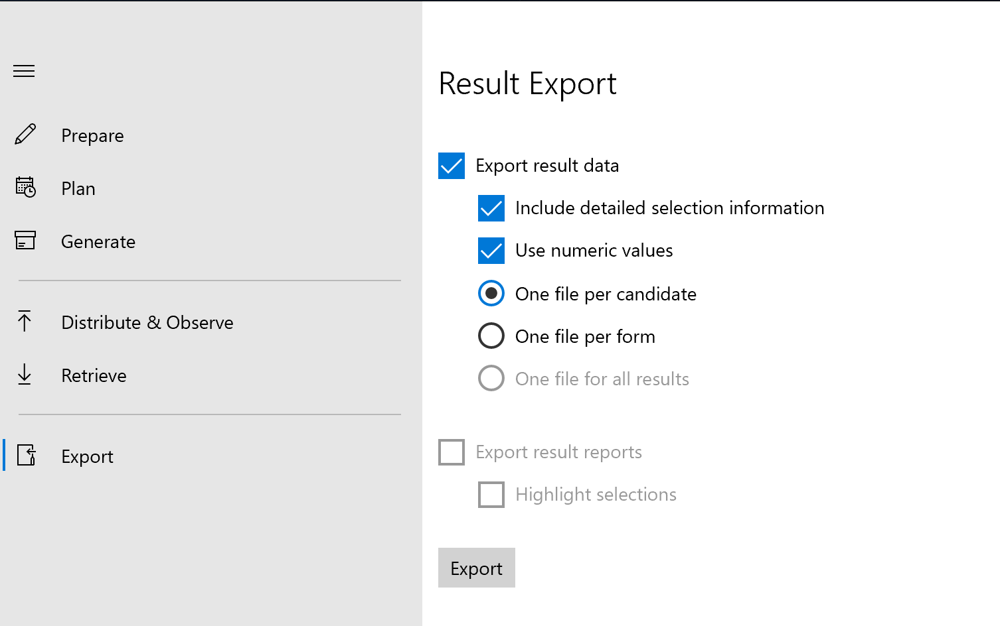 Prepare
Plan
Generate
Distribute & Observe
Retrieve
Export
Result Export
Export result data
Include detailed selection information
Use numeric values
One file per candidate
One file per form
One file for all results
Export result reports
Highlight selections
Export